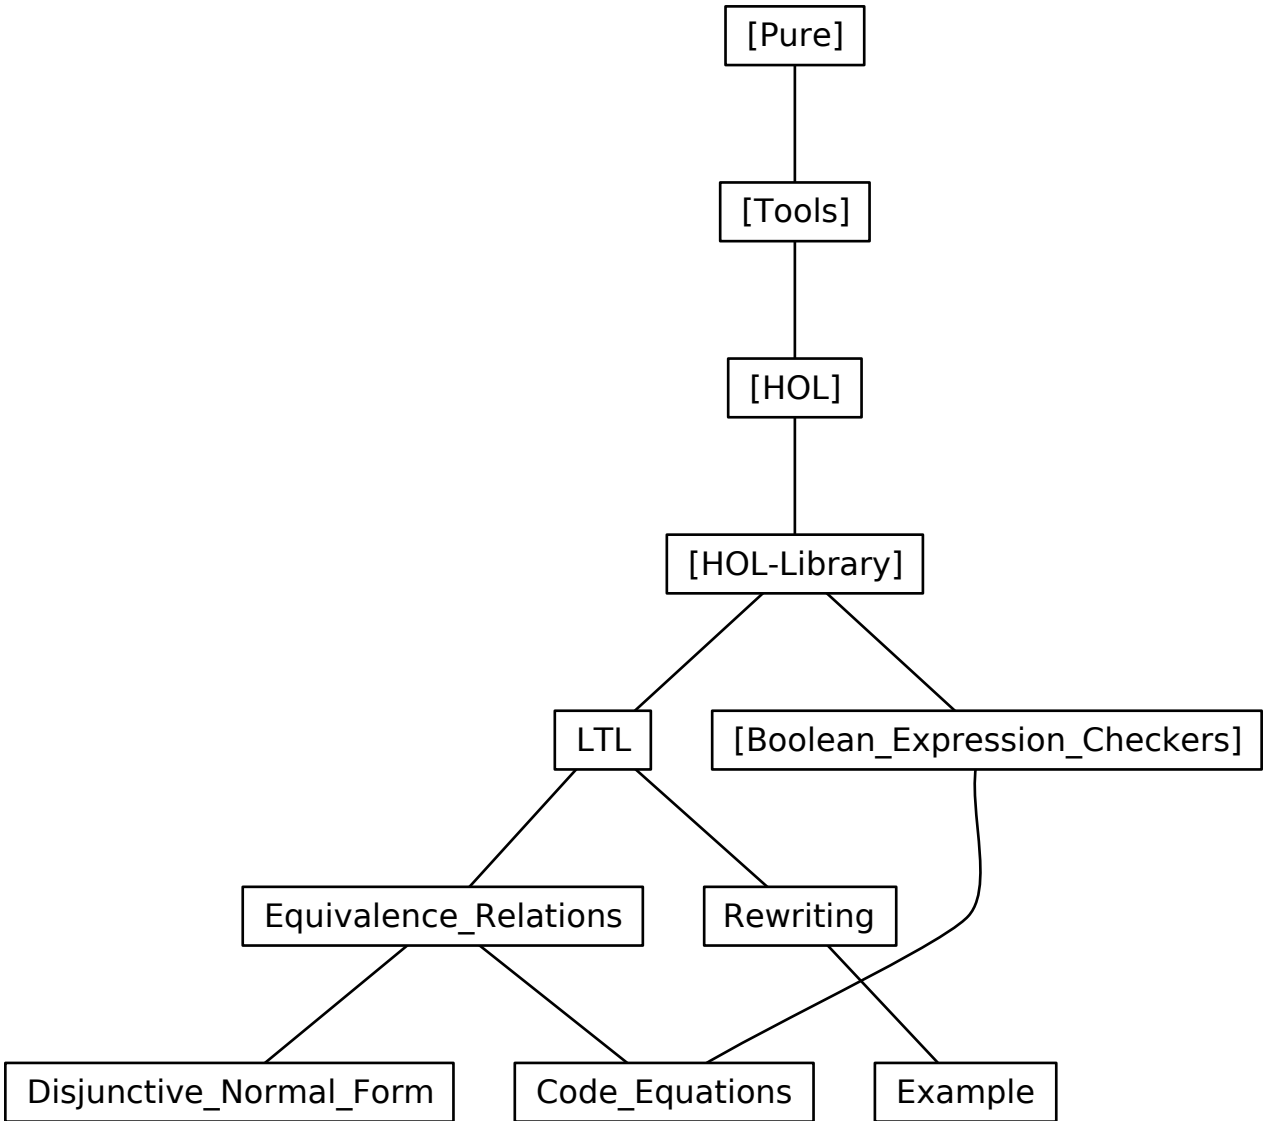 [Pure]
[Tools]
[HOL]
[HOL-Library]
LTL
[Boolean_Expression_Checkers]
Equivalence_Relations
Rewriting
Disjunctive_Normal_Form
Code_Equations
Example